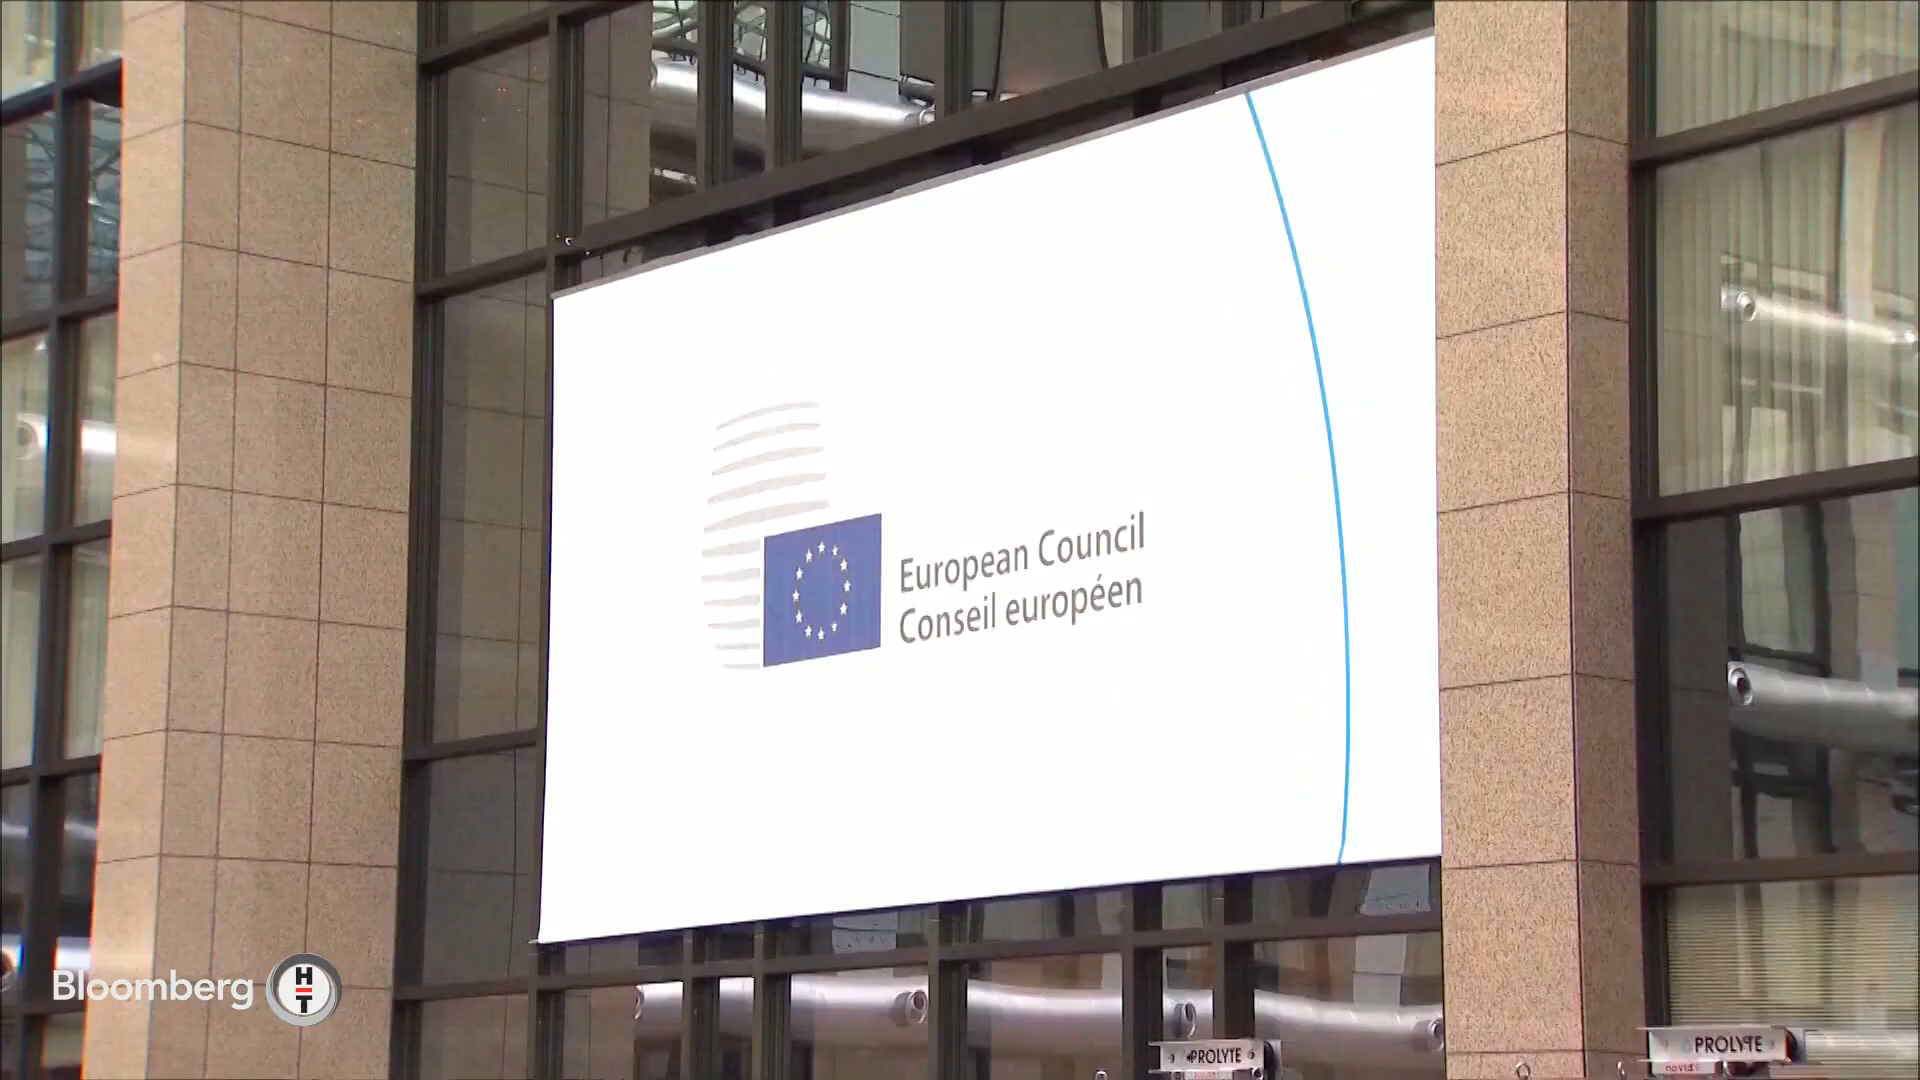 European Council
Conseil européen
Bloomberg HT
PROLYTE
PROLYTE